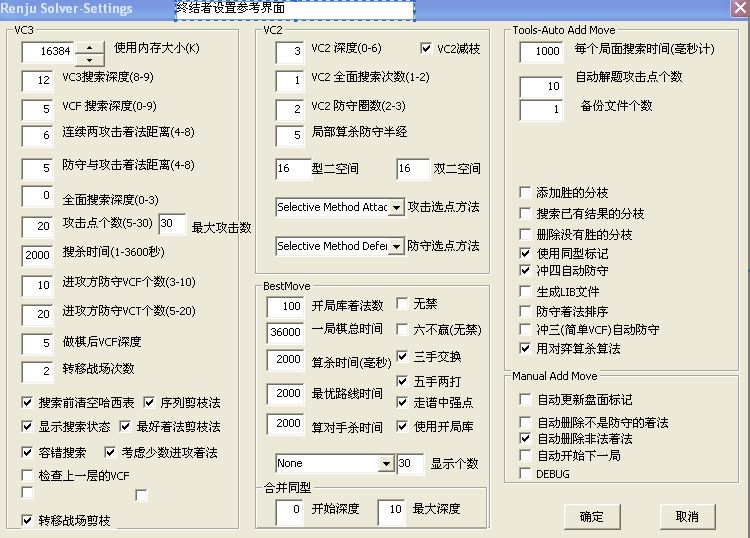 Renju Solver-Settings
终结者设置参考界面
VC3
16384 使用内存大小(K)
12 VC3搜索深度(8-9)
5 VCF 搜索深度(0-9)
6 连续两攻击着法距离(4-8)
5 防守与攻击着法距离(4-8)
0 全面搜索深度(0-3)
20 攻击点个数(5-30) 30 最大攻击数
2000 搜杀时间(1-3600秒)
10 进攻方防守VCF个数(3-10)
20 进攻方防守VCT个数(5-20)
5 做棋后VCF深度
2 转移战场次数
搜索前清空哈西表 序列剪枝法
显示搜索状态 最好着法剪枝法
容错搜索 考虑少数进攻着法
检查上一层的VCF
转移战场剪枝
VC2
3 VC2 深度(0-6) VC2减枝
1 VC2 全面搜索次数(1-2)
2 VC2 防守圈数(2-3)
5 局部算杀防守半经
16 型二空间 16 双二空间
Selective Method Attac 攻击选点方法
Selective Method Defer 防守选点方法
BestMove
100 开局库着法数 无禁
36000 一局棋总时间 六不赢(无禁)
2000 算杀时间(毫秒) 三手交换
2000 最优路线时间 五手两打
走谱中强点
2000 算对手杀时间 使用开局库
None 30 显示个数
合并同型
0 开始深度 10 最大深度
Tools-Auto Add Move
1000 每个局面搜索时间(毫秒计)
10 自动解题攻击点个数
1 备份文件个数
添加胜的分枝
搜索已有结果的分枝
删除没有胜的分枝
使用同型标记
冲四自动防守
生成LIB文件
防守着法排序
冲三(简单VCF)自动防守
用对弈算杀算法
Manual Add Move
自动更新盘面标记
自动删除不是防守的着法
自动删除非法着法
自动开始下一局
DEBUG
确定 取消